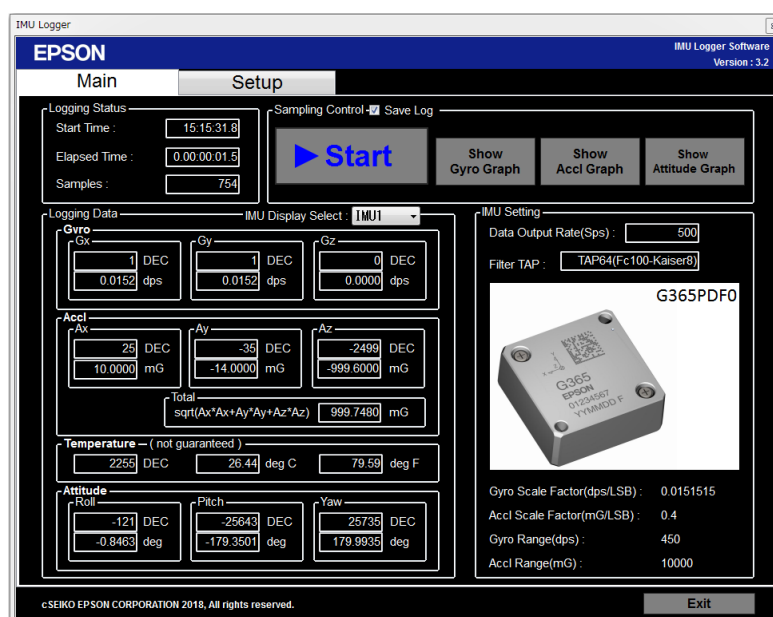 IMU Logger
EPSON
IMU Logger Software
Version : 3.2
Main
Setup
Logging Status
Start Time : 15:15:31.8
Elapsed Time : 0.00:00:01.5
Samples : 754
Sampling Control Save Log
Start
Show
Gyro Graph
Show
Accl Graph
Show
Attitude Graph
Logging Data
IMU Display Select : IMU1
Gyro
Gx
1 DEC
0.0152 dps
Gy
1 DEC
0.0152 dps
Gz
0 DEC
0.0000 dps
Accl
Ax
25 DEC
10.0000 mG
Ay
-35 DEC
-14.0000 mG
Az
-2499 DEC
-999.6000 mG
Total
sqrt(Ax*Ax+Ay*Ay+Az*Az) 999.7480 mG
Temperature – ( not guaranteed )
2255 DEC 26.44 deg C 79.59 deg F
Attitude
Roll
-121 DEC
-0.8463 deg
Pitch
-25643 DEC
-179.3501 deg
Yaw
25735 DEC
179.9935 deg
IMU Setting
Data Output Rate(Sps) : 500
Filter TAP : TAP64(Fc100-Kaiser8)
G365PDF0
G365
EPSON
01234567
YYMMDD F
Gyro Scale Factor(dps/LSB) : 0.0151515
Accl Scale Factor(mG/LSB) : 0.4
Gyro Range(dps) : 450
Accl Range(mG) : 10000
cSEIKO EPSON CORPORATION 2018, All rights reserved.
Exit